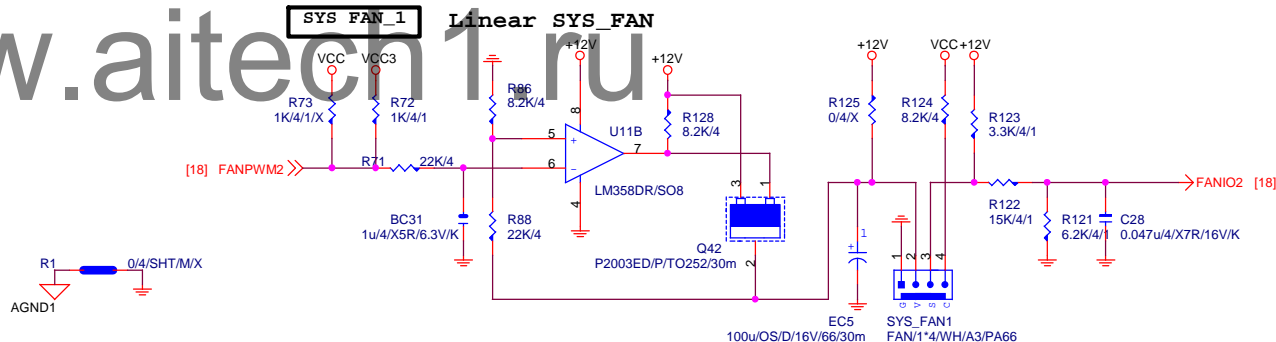 SYS FAN_1
Linear SYS_FAN
w.aitech1.ru
VCC
VCC3
+12V
+12V
+12V
VCC
+12V
R73
1K/4/1/X
R72
1K/4/1
R86
8.2K/4
8
U11B
R128
8.2K/4
R125
0/4/X
R124
8.2K/4
R123
3.3K/4/1
5
+
6
-
7
4
LM358DR/SO8
[18] FANPWM2
R71
22K/4
3
1
FANIO2 [18]
BC31
1u/4/X5R/6.3V/K
R88
22K/4
Q42
P2003ED/P/TO252/30m
2
+
1
R122
15K/4/1
R121
6.2K/4/1
C28
0.047u/4/X7R/16V/K
1
2
3
4
G
V
S
C
R1
0/4/SHT/M/X
AGND1
EC5
100u/OS/D/16V/66/30m
SYS_FAN1
FAN/1*4/WH/A3/PA66